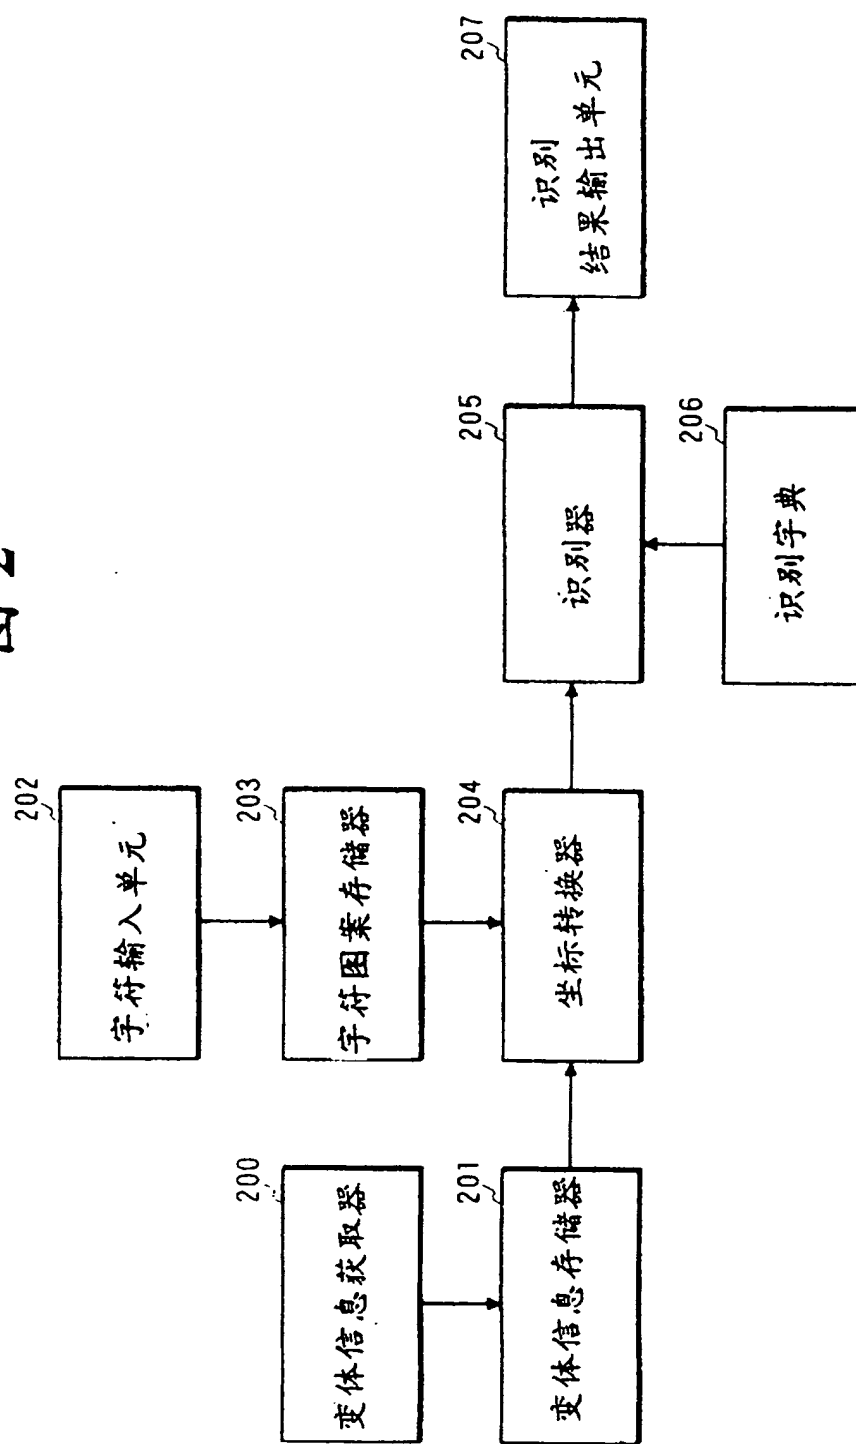 图 2
202
字符输入单元
200
变体信息获取器
203
字符图案存储器
201
变体信息存储器
204
坐标转换器
205
识别器
207
识别
结果输出单元
206
识别字典